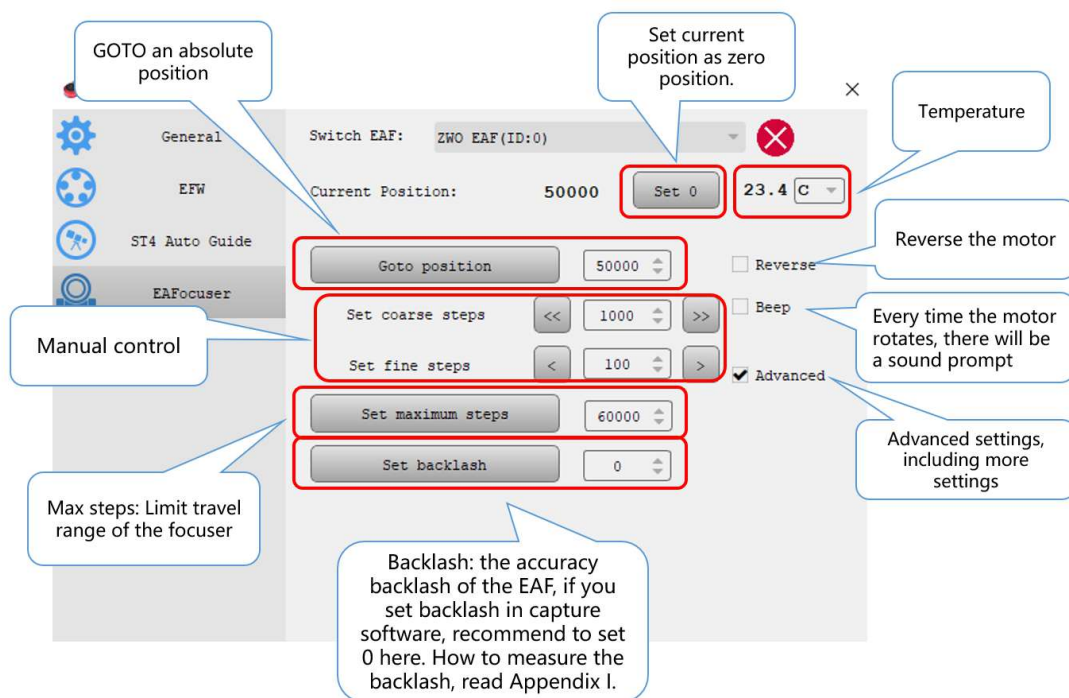 GOTO an absolute
position
Set current
position as zero
position.
Temperature
General
Switch EAF:
ZWO EAF(ID:0)
EFW
Current Position:
50000
Set 0
23.4
C
ST4 Auto Guide
Reverse the motor
Goto position
50000
Reverse
EAFocuser
Set coarse steps
<<
1000
>>
Beep
Manual control
Every time the motor
rotates, there will be
a sound prompt
Set fine steps
<
100
>
Advanced
Set maximum steps
60000
Advanced settings,
including more
settings
Set backlash
0
Max steps: Limit travel
range of the focuser
Backlash: the accuracy
backlash of the EAF, if you
set backlash in capture
software, recommend to set
0 here. How to measure the
backlash, read Appendix I.